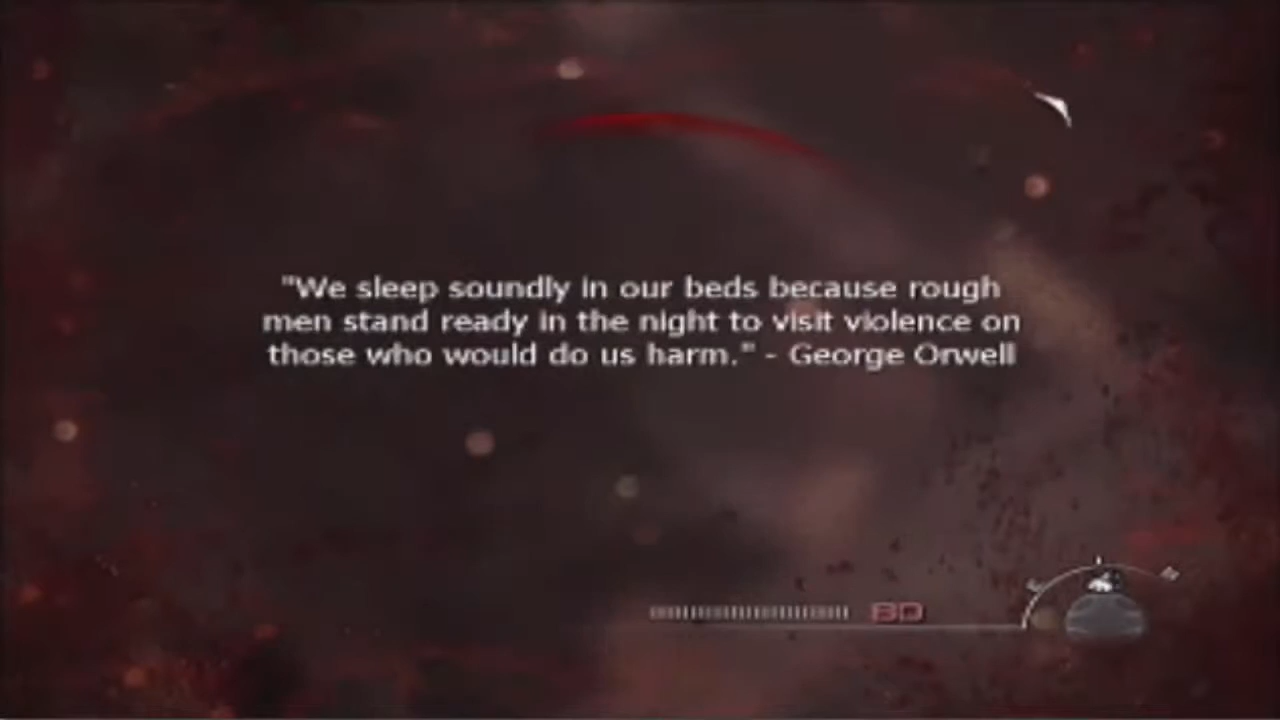 "We sleep soundly in our beds because rough
men stand ready in the night to visit violence on
those who would do us harm." - George Orwell
80